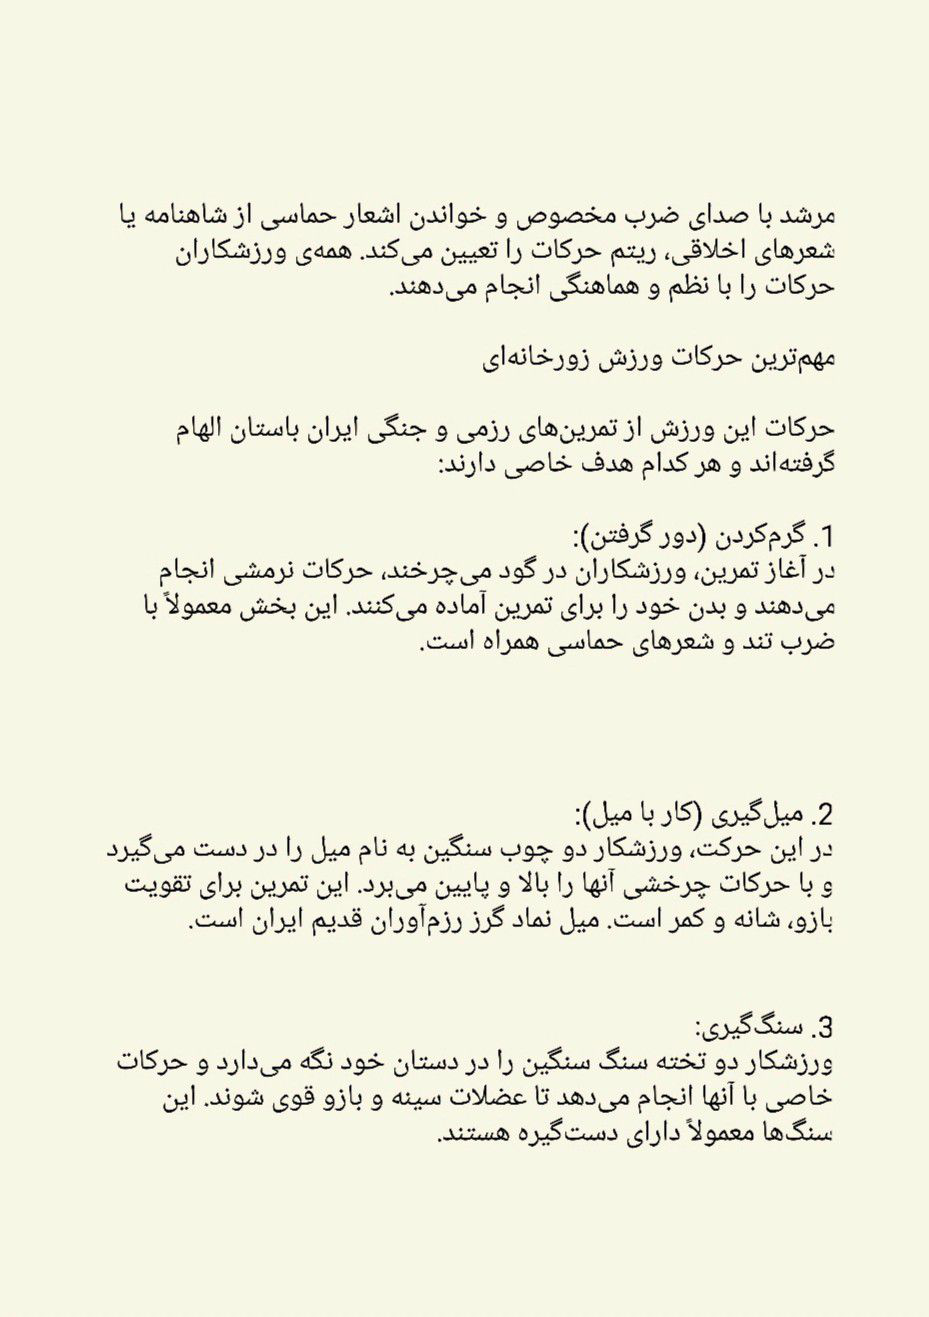 مرشد با صدای ضرب مخصوص و خواندن اشعار حماسی از شاهنامه یا
شعرهای اخلاقی، ریتم حرکات را تعیین می‌کند. همه‌ی ورزشکاران
حرکات را با نظم و هماهنگی انجام می‌دهند.
مهم‌ترین حرکات ورزش زورخانه‌ای
حرکات این ورزش از تمرین‌های رزمی و جنگی ایران باستان الهام
گرفته‌اند و هر کدام هدف خاصی دارند:
1. گرم‌کردن (دور گرفتن):
در آغاز تمرین، ورزشکاران در گود می‌چرخند، حرکات نرمشی انجام
می‌دهند و بدن خود را برای تمرین آماده می‌کنند. این بخش معمولاً با
ضرب تند و شعرهای حماسی همراه است.
2. میل‌گیری (کار با میل):
در این حرکت، ورزشکار دو چوب سنگین به نام میل را در دست می‌گیرد
و با حرکات چرخشی آنها را بالا و پایین می‌برد. این تمرین برای تقویت
بازو، شانه و کمر است. میل نماد گرز رزم‌آوران قدیم ایران است.
3. سنگ‌گیری:
ورزشکار دو تخته سنگ سنگین را در دستان خود نگه می‌دارد و حرکات
خاصی با آنها انجام می‌دهد تا عضلات سینه و بازو قوی شوند. این
سنگ‌ها معمولاً دارای دست‌گیره هستند.